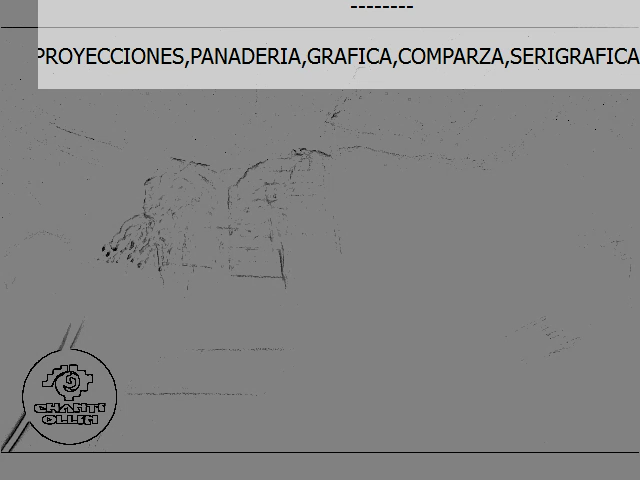 --------
PROYECCIONES,PANADERIA,GRAFICA,COMPARZA,SERIGRAFICA
CHANTI
OLLIN